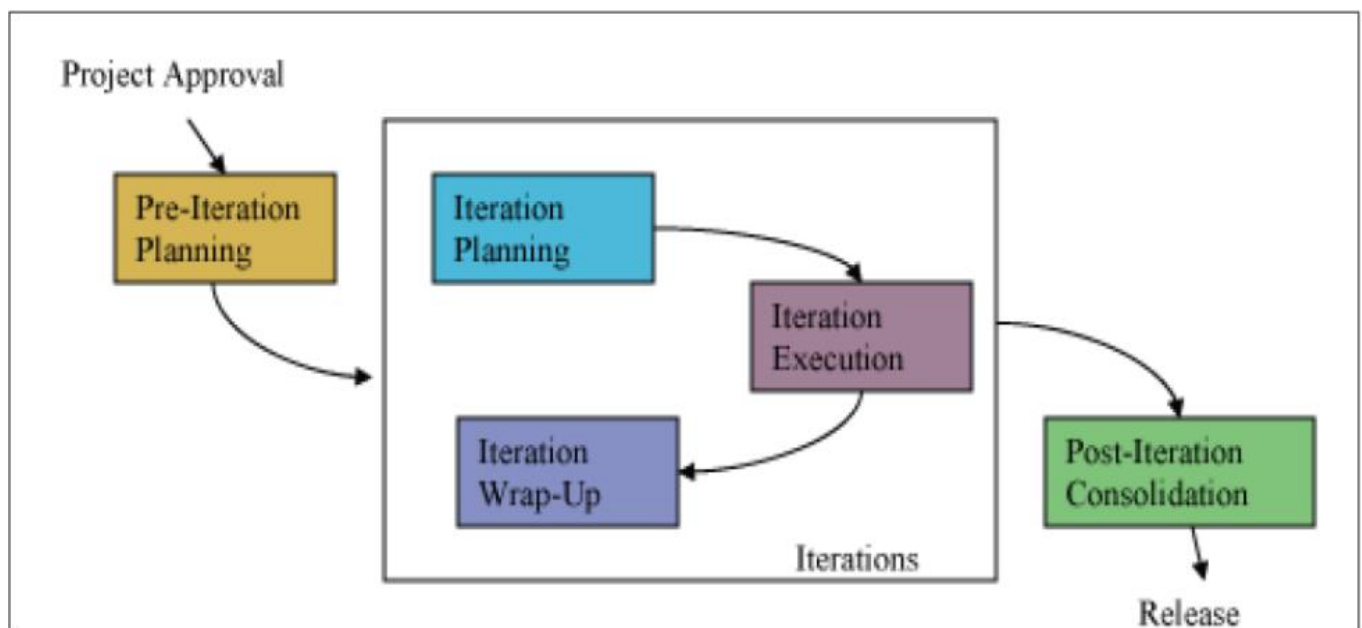 Project Approval
Pre-Iteration
Planning
Iteration
Planning
Iteration
Execution
Iteration
Wrap-Up
Post-Iteration
Consolidation
Iterations
Release